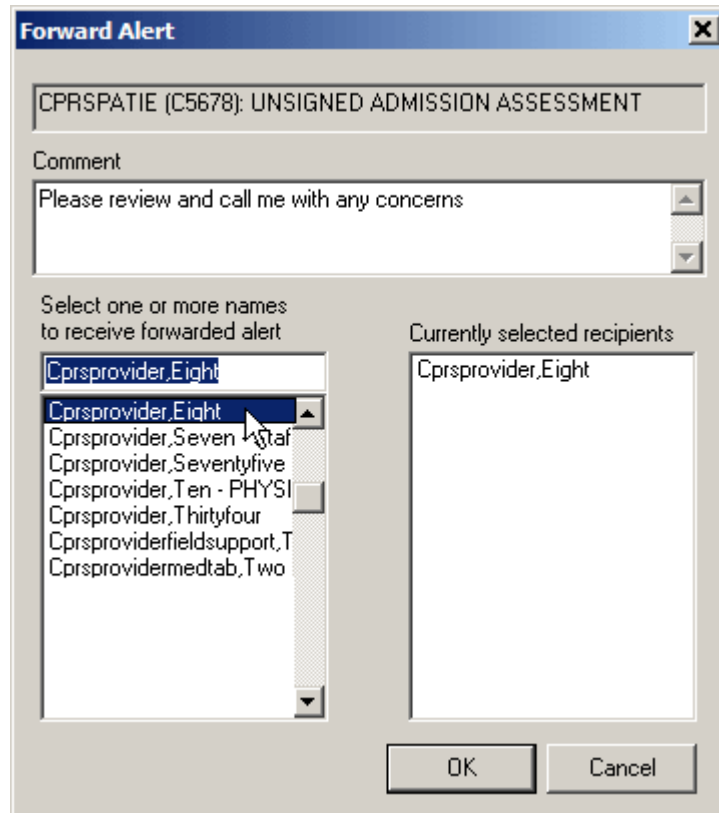 Forward Alert
CPRSPATIE (C5678): UNSIGNED ADMISSION ASSESSMENT
Comment
Please review and call me with any concerns
Select one or more names
to receive forwarded alert
Cprsprovider,Eight
Cprsprovider,Eight
Cprsprovider,Seven -
Cprsprovider,Seventyfive
Cprsprovider,Ten - PHYSI
Cprsprovider,Thirtyfour
Cprsproviderfieldsupport,T
Cprsprovidermedtab,Two
Currently selected recipients
Cprsprovider,Eight
OK
Cancel